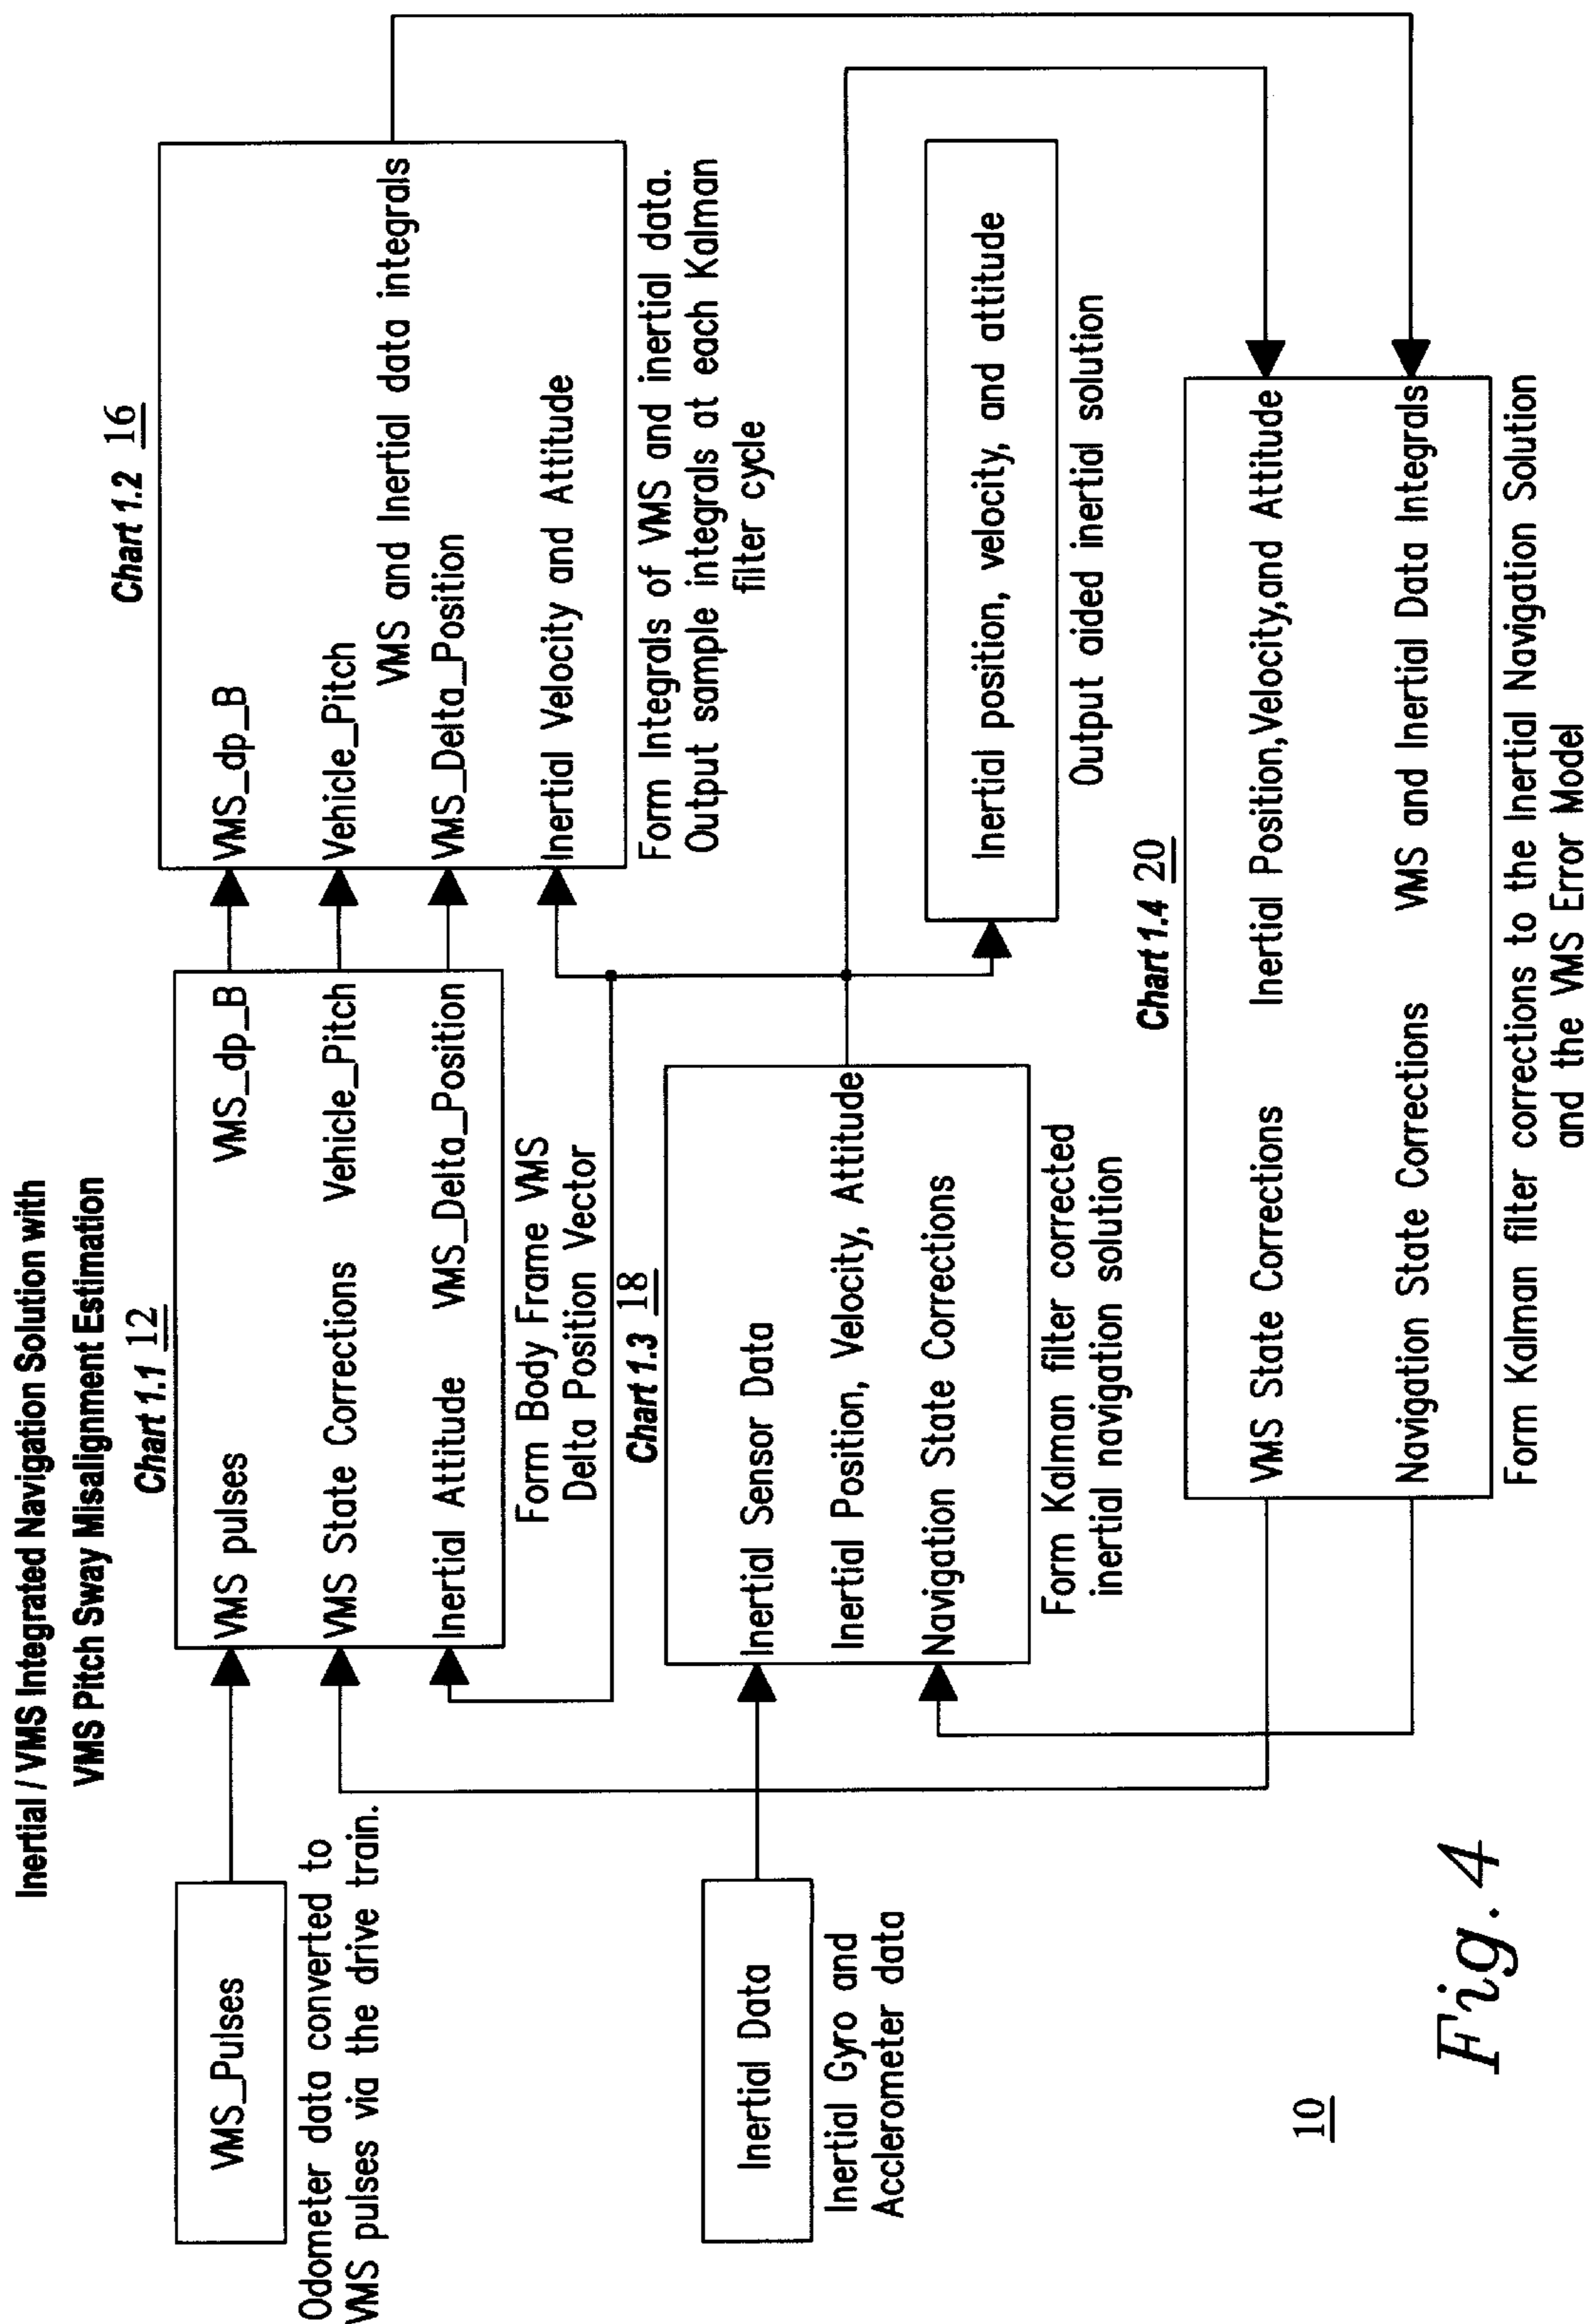 Inertial / VMS Integrated Navigation Solution with
VMS Pitch Sway Misalignment Estimation
VMS_Pulses
Odometer data converted to
VMS pulses via the drive train.
Chart 1.1 12
VMS pulses
VMS_dp_B
VMS State Corrections
Vehicle_Pitch
Inertial Attitude
VMS_Delta_Position
Form Body Frame VMS
Delta Position Vector
Chart 1.2 16
VMS_dp_B
Vehicle_Pitch
VMS and Inertial data integrals
VMS_Delta_Position
Inertial Velocity and Attitude
Form Integrals of VMS and inertial data.
Output sample integrals at each Kalman
filter cycle
Inertial Data
Inertial Gyro and
Acclerometer data
Chart 1.3 18
Inertial Sensor Data
Inertial Position, Velocity, Attitude
Navigation State Corrections
Form Kalman filter corrected
inertial navigation solution
Inertial position, velocity, and attitude
Output aided inertial solution
Chart 1.4 20
VMS State Corrections
Inertial Position,Velocity,and Attitude
Navigation State Corrections
VMS and Inertial Data Integrals
Form Kalman filter corrections to the Inertial Navigation Solution
and the VMS Error Model
10
Fig. 4